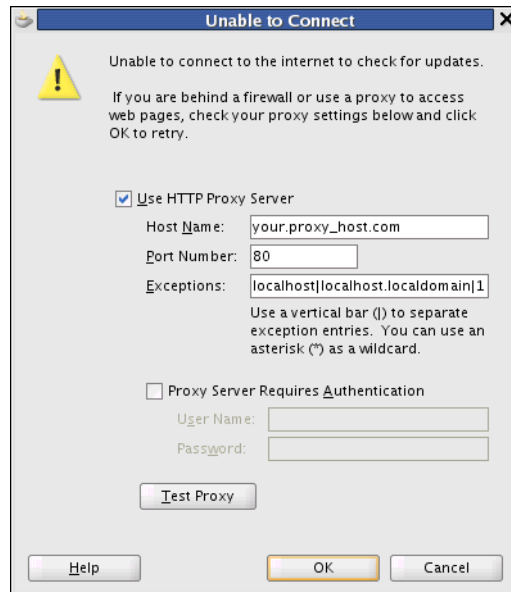 Unable to Connect
Unable to connect to the internet to check for updates.
If you are behind a firewall or use a proxy to access
web pages, check your proxy settings below and click
OK to retry.
Use HTTP Proxy Server
Host Name: your.proxy_host.com
Port Number: 80
Exceptions: localhost|localhost.localdomain|1
Use a vertical bar (|) to separate
exception entries. You can use an
asterisk (*) as a wildcard.
Proxy Server Requires Authentication
User Name:
Password:
Test Proxy
Help OK Cancel